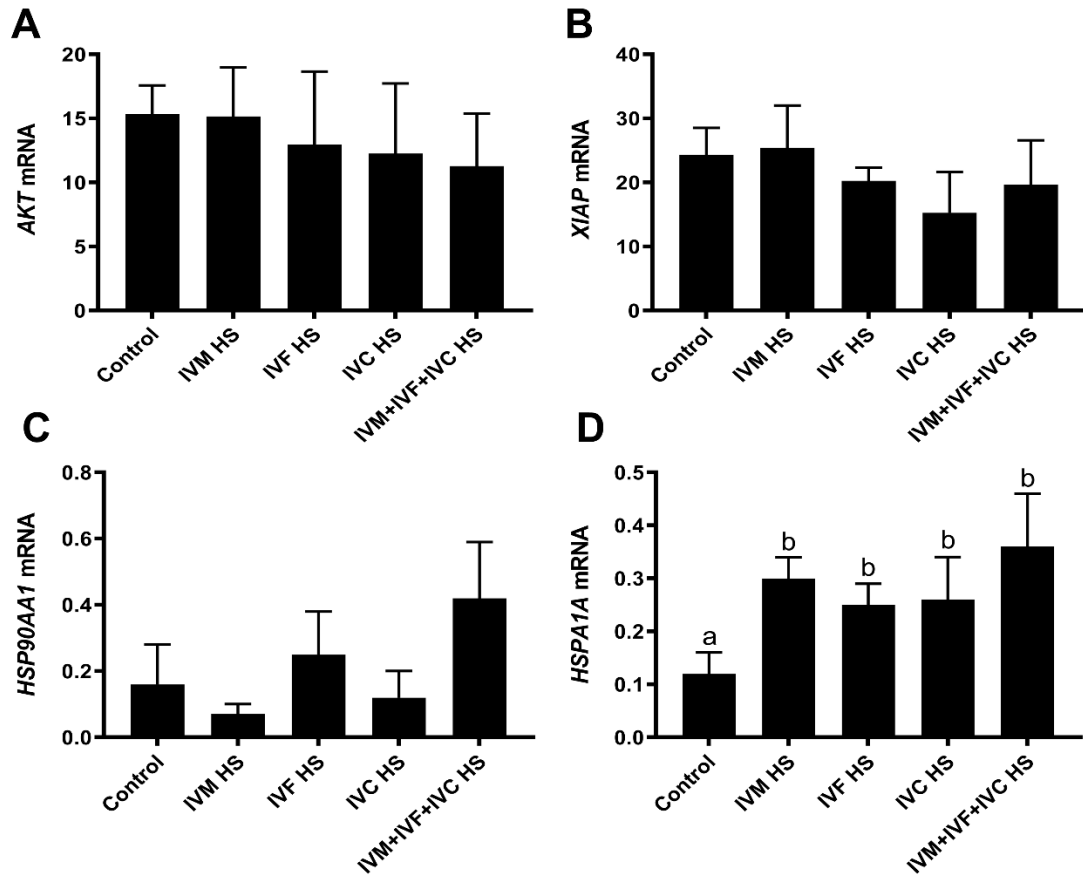 A
AKT mRNA
20
15
10
5
0
Control
IVM HS
IVF HS
IVC HS
IVM+IVF+IVC HS
B
XIAP mRNA
40
30
20
10
0
Control
IVM HS
IVF HS
IVC HS
IVM+IVF+IVC HS
C
HSP90AA1 mRNA
0.8
0.6
0.4
0.2
0.0
Control
IVM HS
IVF HS
IVC HS
IVM+IVF+IVC HS
D
HSPA1A mRNA
0.5
0.4
0.3
0.2
0.1
0.0
a
b
b
b
b
Control
IVM HS
IVF HS
IVC HS
IVM+IVF+IVC HS